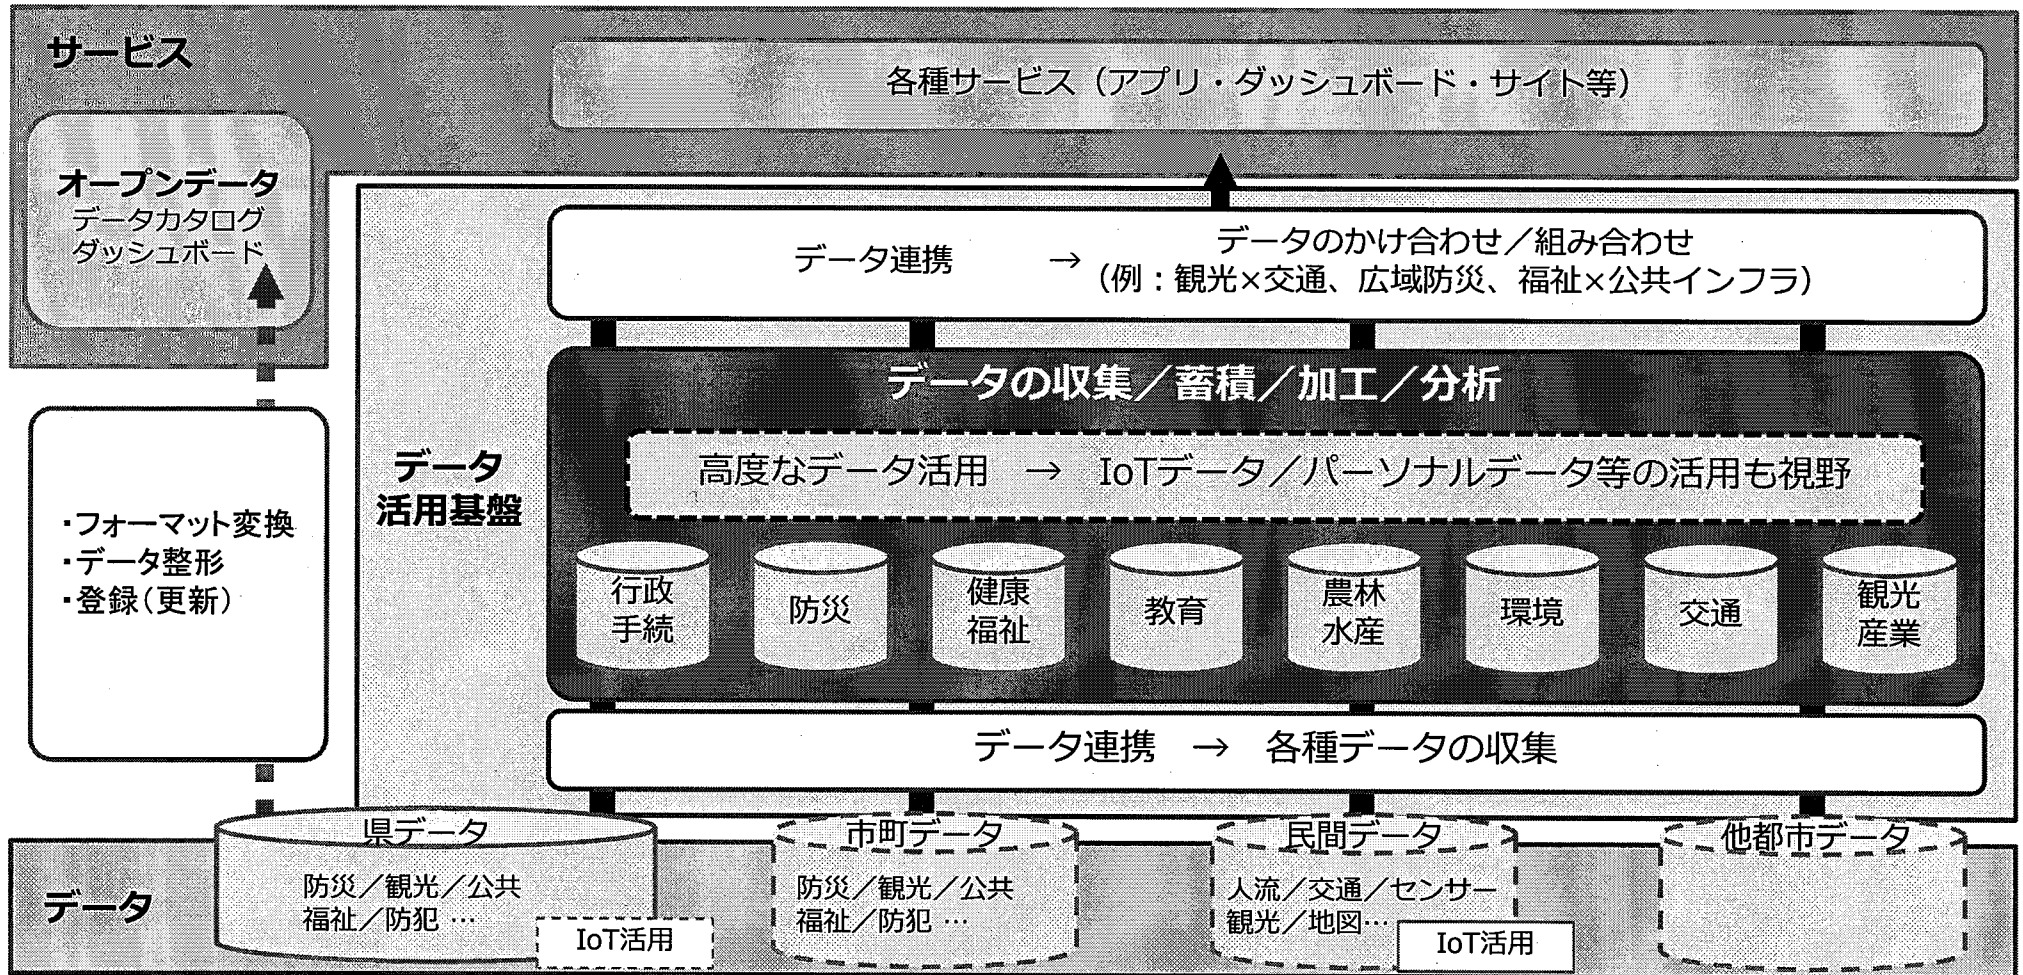 サービス
各種サービス（アプリ・ダッシュボード・サイト等）
オープンデータ
データカタログ
ダッシュボード
データ連携　→　データのかけ合わせ／組み合わせ
（例：観光×交通、広域防災、福祉×公共インフラ）
データの収集／蓄積／加工／分析
データ
活用基盤
高度なデータ活用　→　IoTデータ／パーソナルデータ等の活用も視野
・フォーマット変換
・データ整形
・登録（更新）
行政
手続
防災
健康
福祉
教育
農林
水産
環境
交通
観光
産業
データ連携　→　各種データの収集
データ
県データ
防災／観光／公共
福祉／防犯 …
IoT活用
市町データ
防災／観光／公共
福祉／防犯 …
民間データ
人流／交通／センサー
観光／地図…
IoT活用
他都市データ